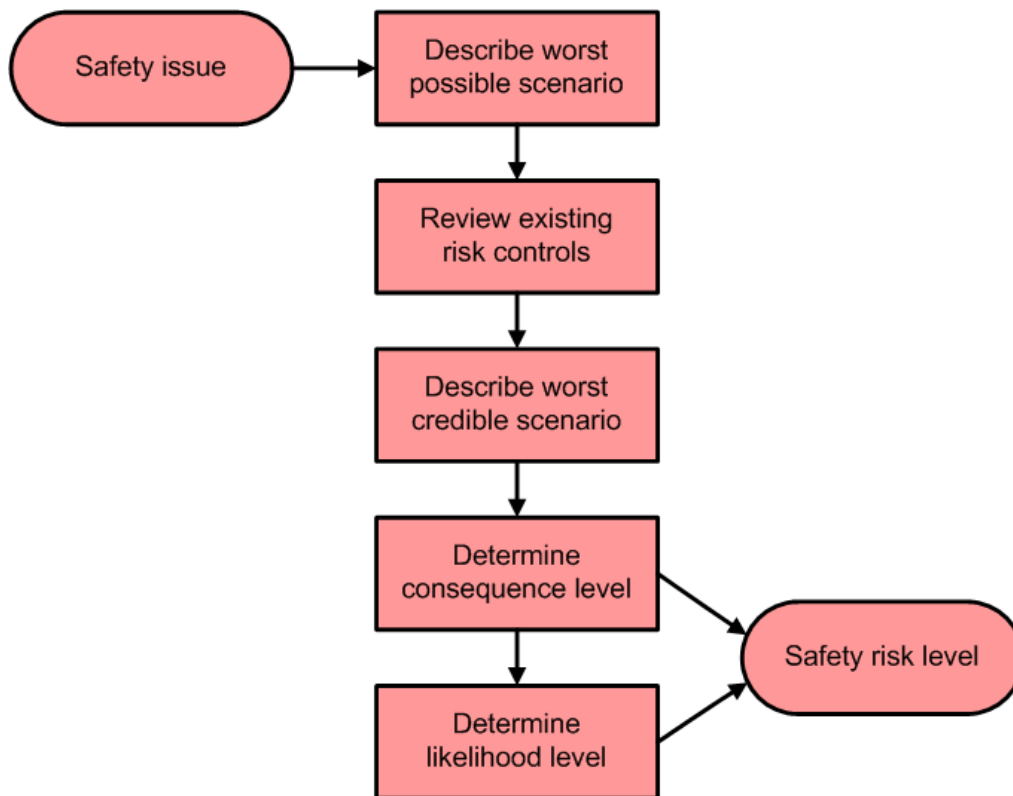 Safety issue
Describe worst
possible scenario
Review existing
risk controls
Describe worst
credible scenario
Determine
consequence level
Safety risk level
Determine
likelihood level